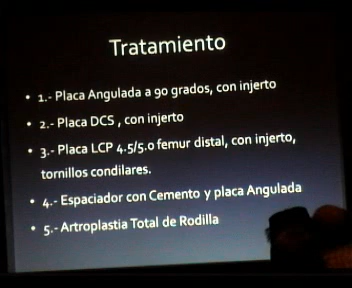 Tratamiento
• 1.- Placa Angulada a 90 grados, con injerto
• 2.- Placa DCS , con injerto
• 3.- Placa LCP 4.5/5.0 femur distal, con injerto,
tornillos condilares.
• 4.- Espaciador con Cemento y placa Angulada
• 5.- Artroplastia Total de Rodilla